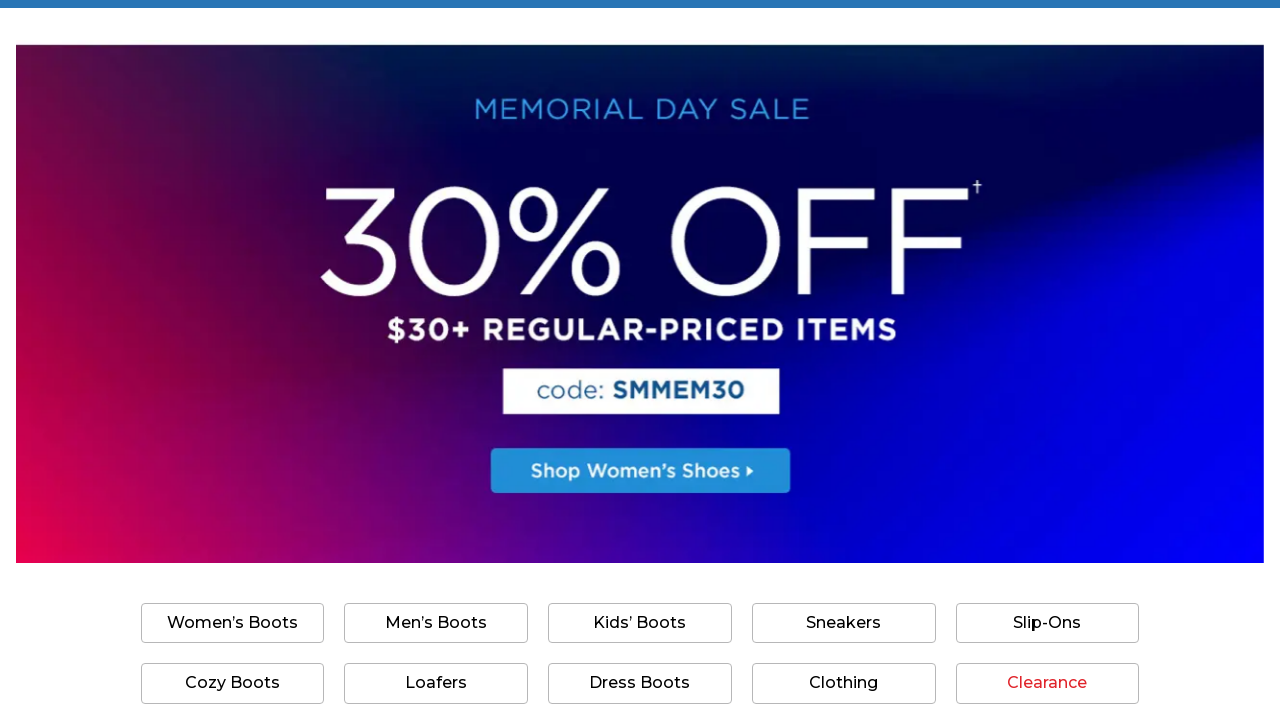 MEMORIAL DAY SALE
30% OFF†
$30+ REGULAR-PRICED ITEMS
code: SMMEM30
Shop Women's Shoes ▸
Women's Boots
Men's Boots
Kids' Boots
Sneakers
Slip-Ons
Cozy Boots
Loafers
Dress Boots
Clothing
Clearance